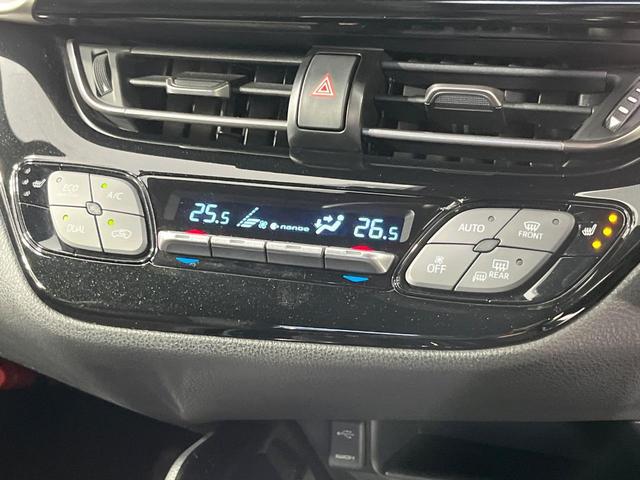 ECO
A/C
DUAL
25.5
nanoe
26.5
AUTO
FRONT
OFF
REAR